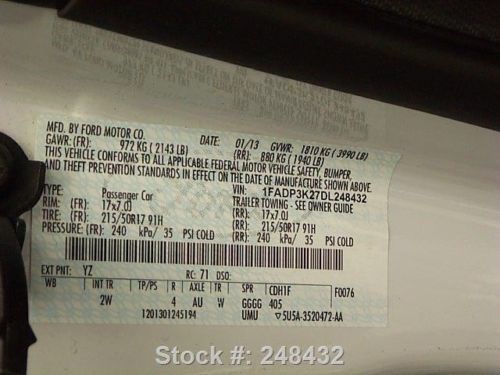 MFD. BY FORD MOTOR CO. DATE: 01/13 GVWR: 1810 KG ( 3990 LB)
GAWR:(FR): 972 KG ( 2143 LB) (RR): 880 KG ( 1940 LB)
THIS VEHICLE CONFORMS TO ALL APPLICABLE FEDERAL MOTOR VEHICLE SAFETY, BUMPER,
AND THEFT PREVENTION STANDARDS IN EFFECT ON THE DATE OF MANUFACTURE SHOWN ABOVE.
VIN: 1FADP3K27DL248432
TYPE: Passenger Car TRAILER TOWING - SEE OWNER GUIDE
RIM: (FR): 17x7.0J (RR): 17x7.0J
TIRE: (FR): 215/50R17 91H (RR): 215/50R17 91H
PRESSURE: (FR): 240 kPa/ 35 PSI COLD (RR): 240 kPa/ 35 PSI COLD
EXT PNT: YZ RC: 71 DSO: F0076
WB INT TR TP/PS R AXLE TR SPR CDH1F
2W 4 AU W GGGG 405
1201301245194 UMU ▽5U5A-3520472-AA
Stock #: 248432